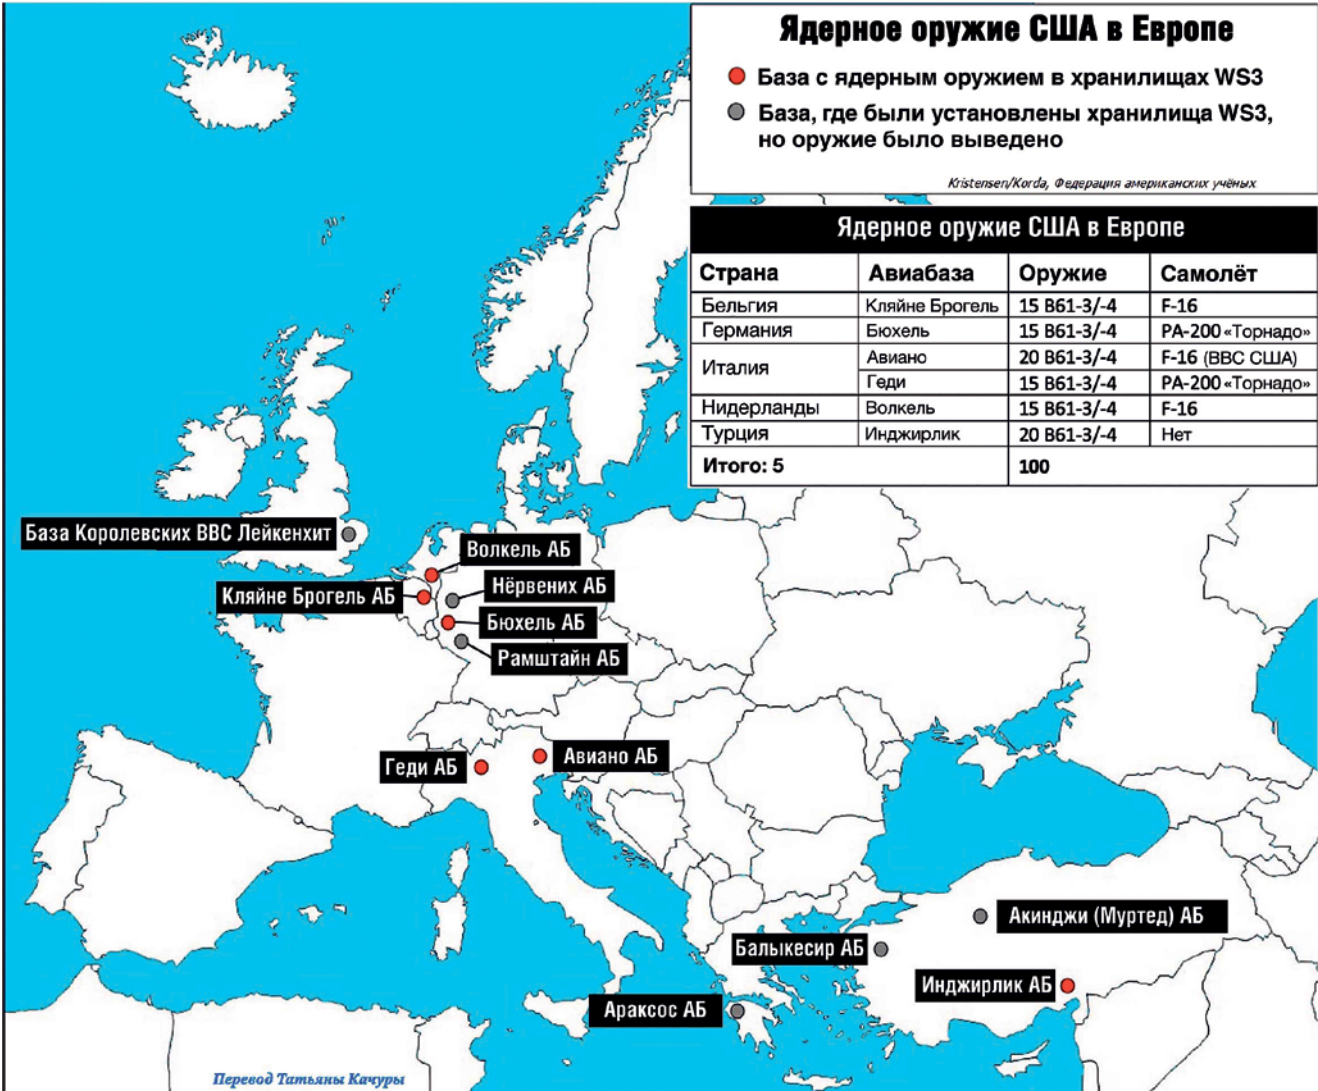 Ядерное оружие США в Европе
База с ядерным оружием в хранилищах WS3
База, где были установлены хранилища WS3,
но оружие было выведено
Kristensen/Korda, Федерация американских учёных
Ядерное оружие США в Европе
Страна Авиабаза Оружие Самолёт
Бельгия Кляйне Брогель 15 B61-3/-4 F-16
Германия Бюхель 15 B61-3/-4 PA-200 «Торнадо»
Италия Авиано 20 B61-3/-4 F-16 (ВВС США)
Геди 15 B61-3/-4 PA-200 «Торнадо»
Нидерланды Волкель 15 B61-3/-4 F-16
Турция Инджирлик 20 B61-3/-4 Нет
Итого: 5 100
База Королевских ВВС Лейкенхит
Волкель АБ
Нёрвених АБ
Кляйне Брогель АБ
Бюхель АБ
Рамштайн АБ
Авиано АБ
Геди АБ
Акинджи (Муртед) АБ
Балыкесир АБ
Инджирлик АБ
Араксос АБ
Перевод Татьяны Качуры